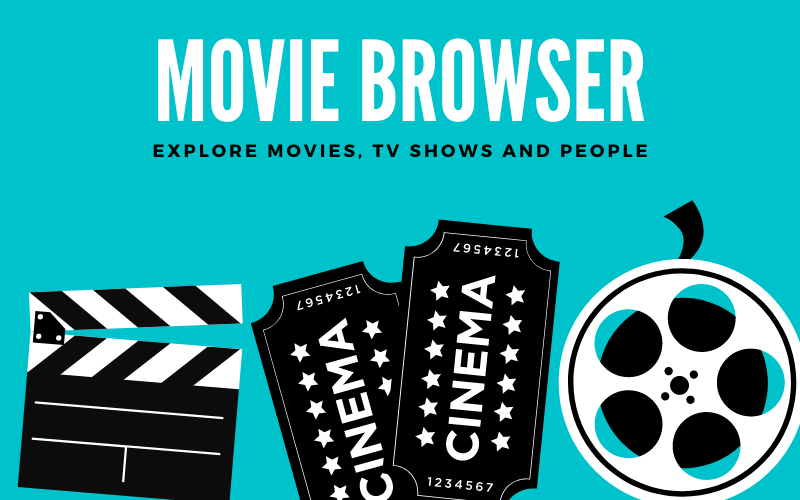 MOVIE BROWSER
EXPLORE MOVIES, TV SHOWS AND PEOPLE
1234567
CINEMA
1234567
CINEMA
1234567